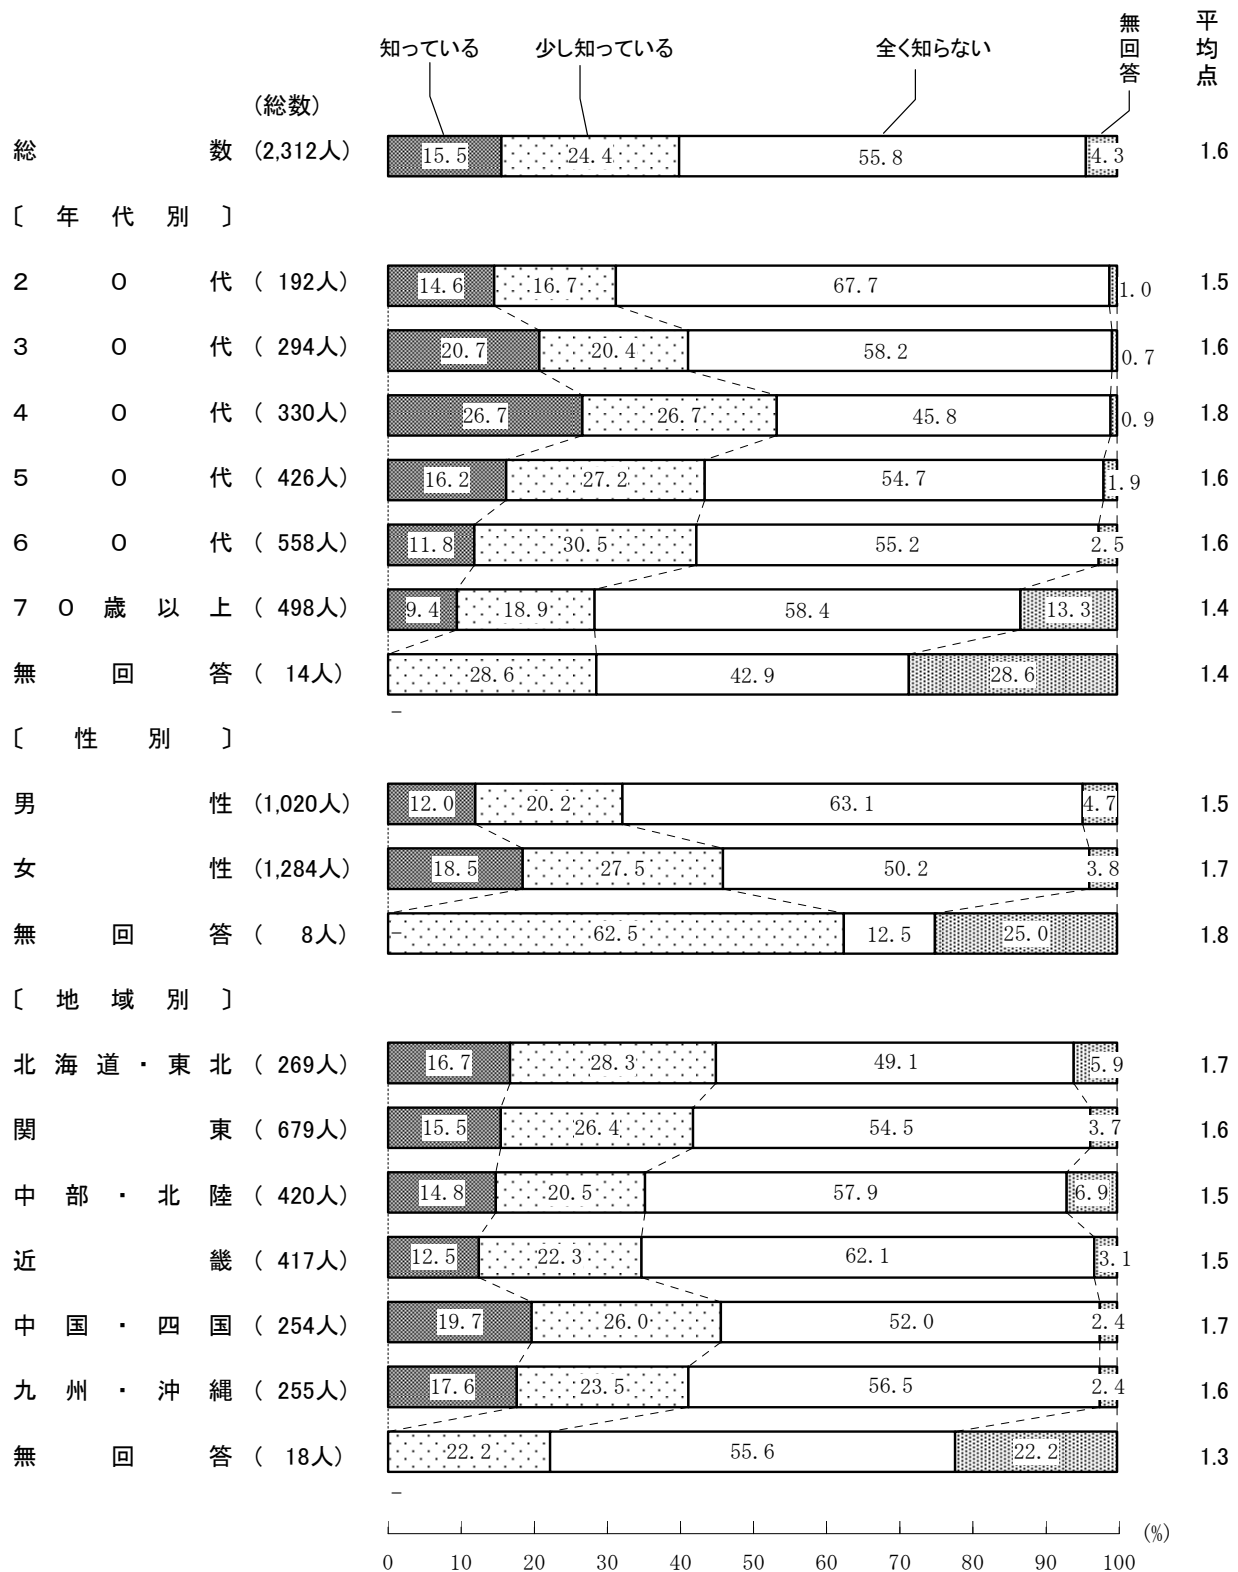 知っている 少し知っている 全く知らない 無回答 平均点
(総数)
総数 (2,312人) 15.5 24.4 55.8 4.3 1.6
〔年代別〕
20代 ( 192人) 14.6 16.7 67.7 1.0 1.5
30代 ( 294人) 20.7 20.4 58.2 0.7 1.6
40代 ( 330人) 26.7 26.7 45.8 0.9 1.8
50代 ( 426人) 16.2 27.2 54.7 1.9 1.6
60代 ( 558人) 11.8 30.5 55.2 2.5 1.6
70歳以上 ( 498人) 9.4 18.9 58.4 13.3 1.4
無回答 ( 14人) 28.6 42.9 28.6 1.4
−
〔性別〕
男性 (1,020人) 12.0 20.2 63.1 4.7 1.5
女性 (1,284人) 18.5 27.5 50.2 3.8 1.7
無回答 ( 8人) − 62.5 12.5 25.0 1.8
〔地域別〕
北海道・東北 ( 269人) 16.7 28.3 49.1 5.9 1.7
関東 ( 679人) 15.5 26.4 54.5 3.7 1.6
中部・北陸 ( 420人) 14.8 20.5 57.9 6.9 1.5
近畿 ( 417人) 12.5 22.3 62.1 3.1 1.5
中国・四国 ( 254人) 19.7 26.0 52.0 2.4 1.7
九州・沖縄 ( 255人) 17.6 23.5 56.5 2.4 1.6
無回答 ( 18人) 22.2 55.6 22.2 1.3
−
(%)
0 10 20 30 40 50 60 70 80 90 100